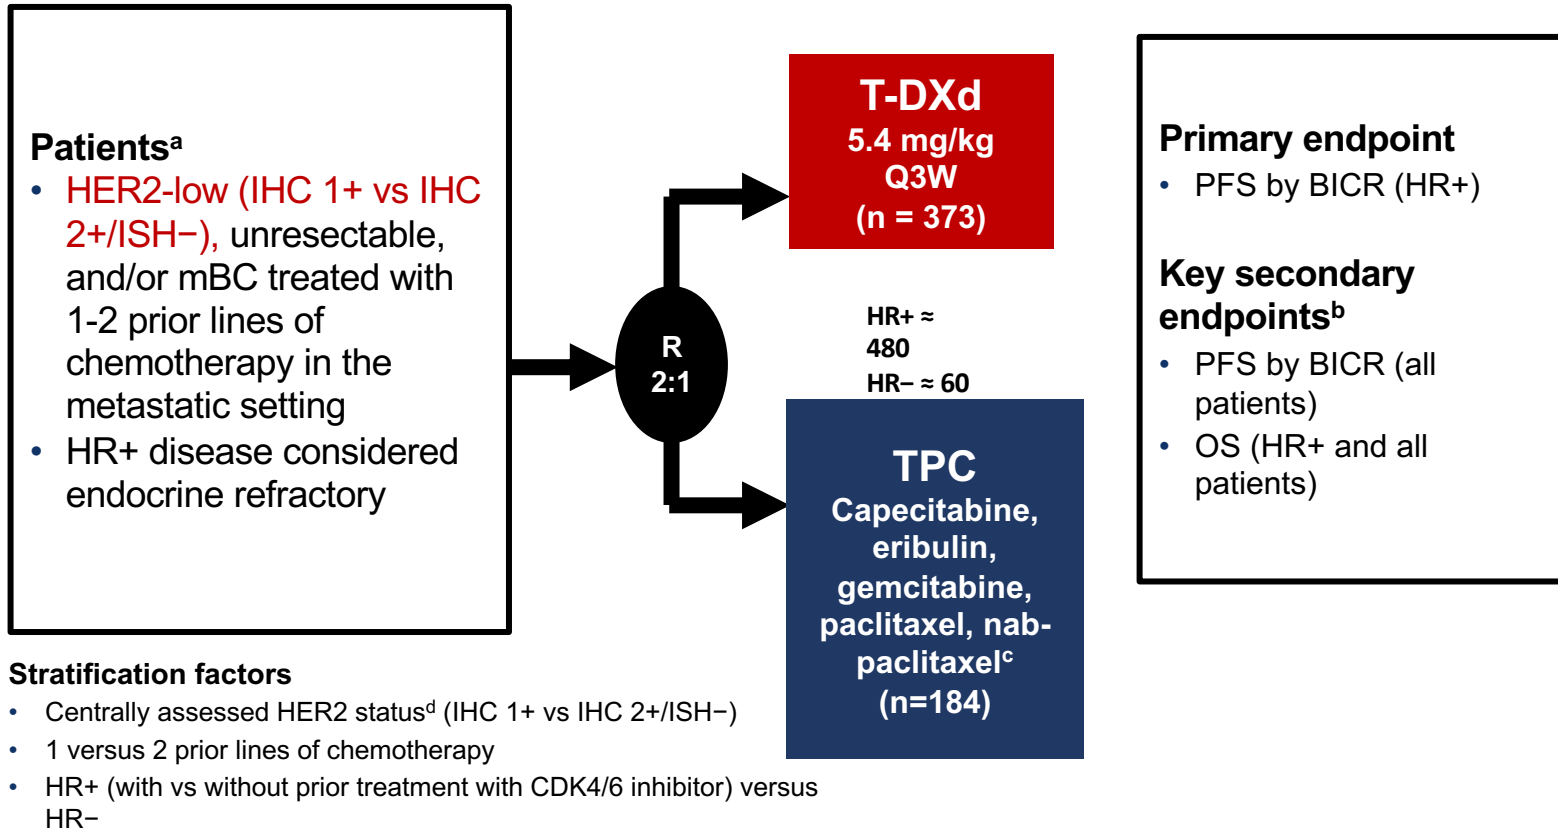 Patientsᵃ
• HER2-low (IHC 1+ vs IHC
2+/ISH−), unresectable,
and/or mBC treated with
1-2 prior lines of
chemotherapy in the
metastatic setting
• HR+ disease considered
endocrine refractory
R
2:1
T-DXd
5.4 mg/kg
Q3W
(n = 373)
HR+ ≈
480
HR− ≈ 60
TPC
Capecitabine,
eribulin,
gemcitabine,
paclitaxel, nab-
paclitaxelᶜ
(n=184)
Primary endpoint
• PFS by BICR (HR+)
Key secondary
endpointsᵇ
• PFS by BICR (all
patients)
• OS (HR+ and all
patients)
Stratification factors
• Centrally assessed HER2 statusᵈ (IHC 1+ vs IHC 2+/ISH−)
• 1 versus 2 prior lines of chemotherapy
• HR+ (with vs without prior treatment with CDK4/6 inhibitor) versus
HR−